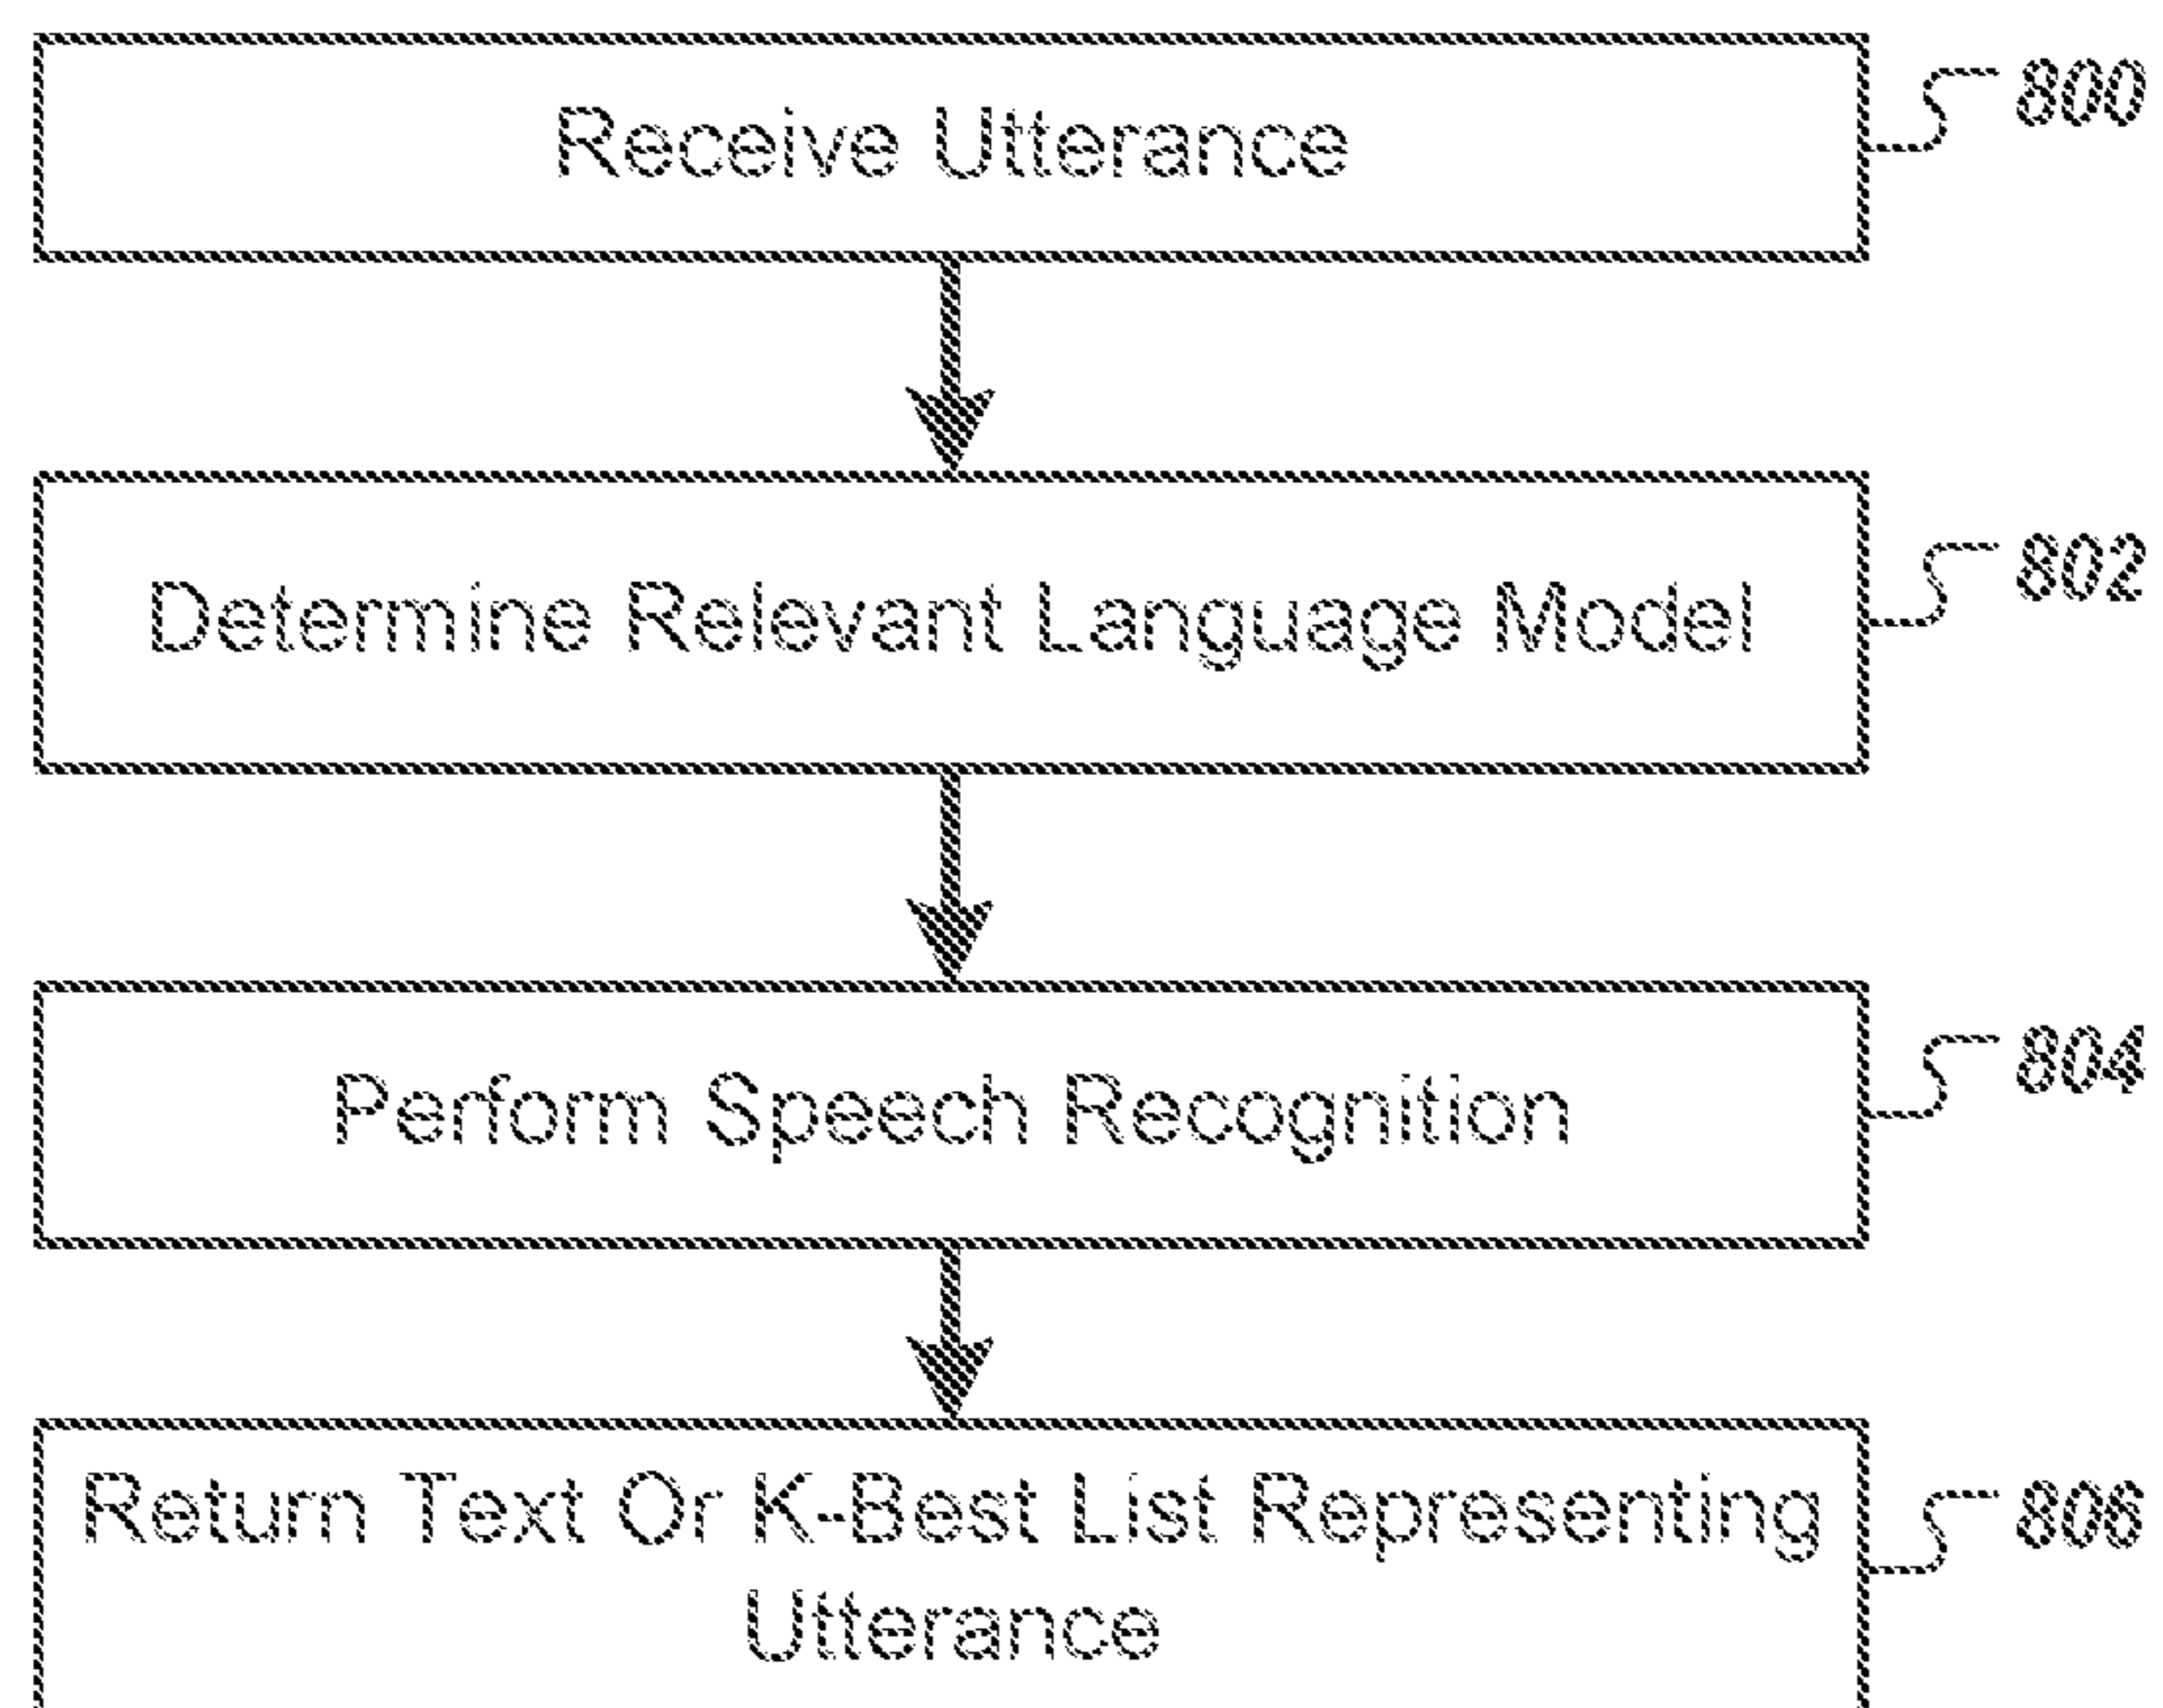 Receive Utterance
800
Determine Relevant Language Model
802
Perform Speech Recognition
804
Return Text Or K-Best List Representing
Utterance
806